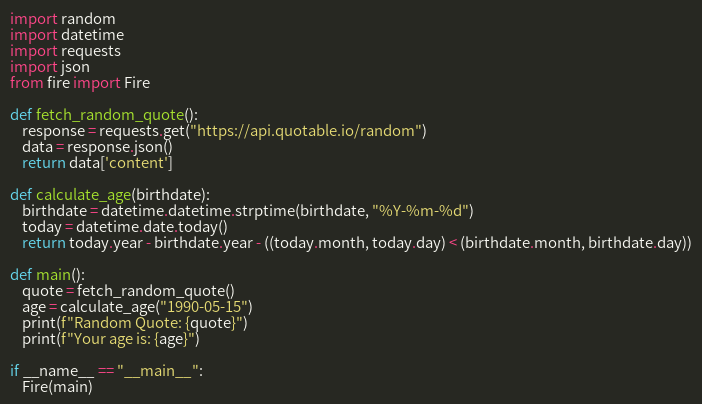 import random
import datetime
import requests
import json
from fire import Fire

def fetch_random_quote():
    response = requests.get("https://api.quotable.io/random")
    data = response.json()
    return data['content']

def calculate_age(birthdate):
    birthdate = datetime.datetime.strptime(birthdate, "%Y-%m-%d")
    today = datetime.date.today()
    return today.year - birthdate.year - ((today.month, today.day) < (birthdate.month, birthdate.day))

def main():
    quote = fetch_random_quote()
    age = calculate_age("1990-05-15")
    print(f"Random Quote: {quote}")
    print(f"Your age is: {age}")

if __name__ == "__main__":
    Fire(main)